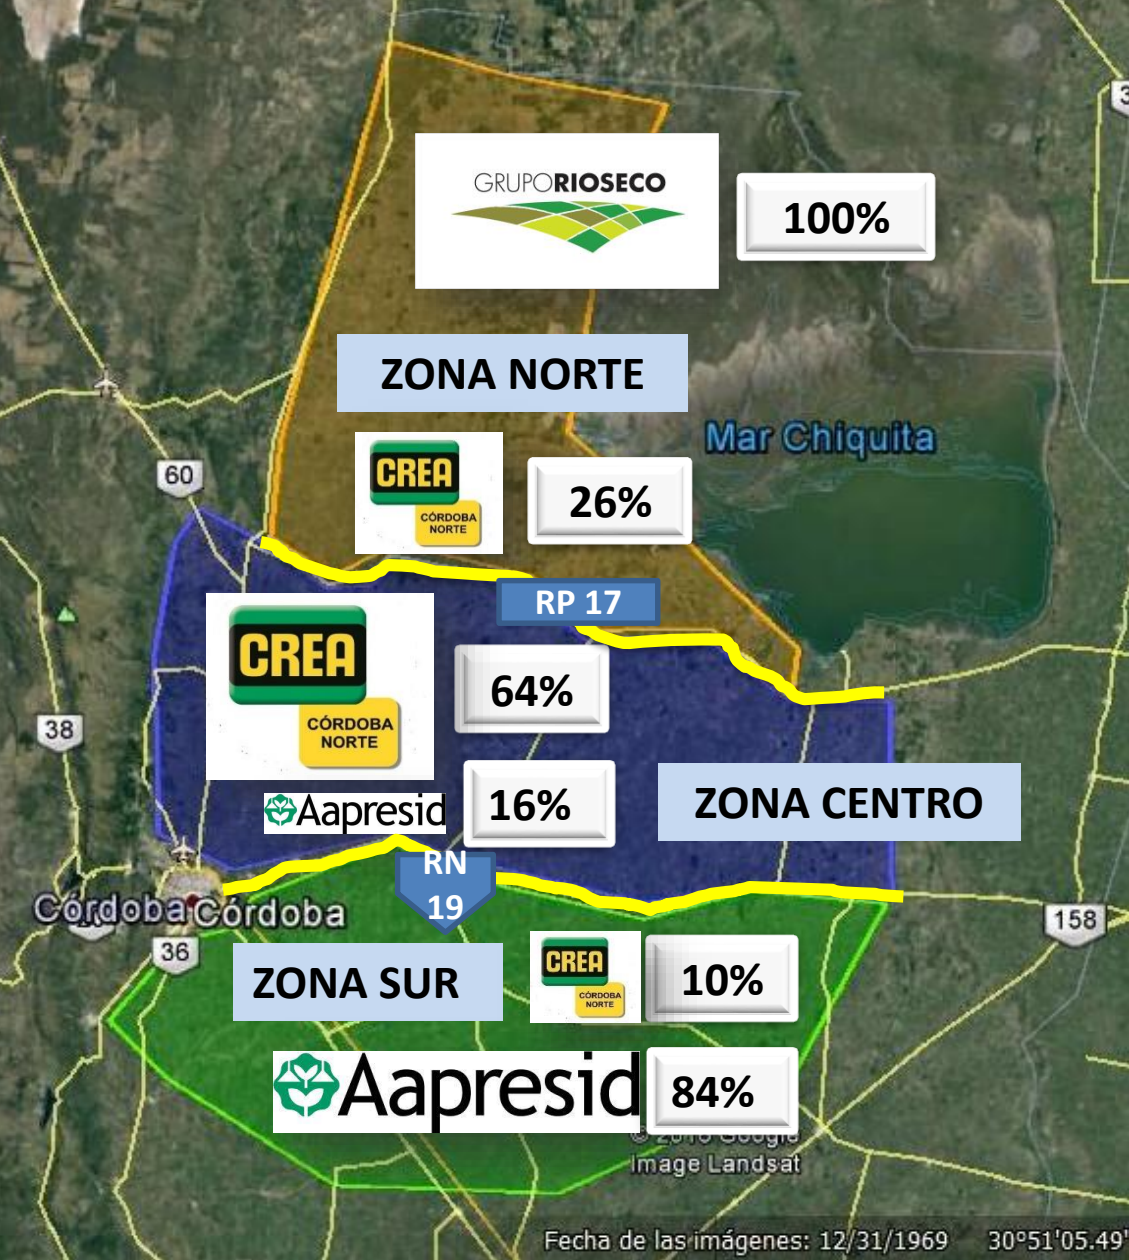 3
GRUPORIOSECO
100%
ZONA NORTE
Mar Chiquita
60
CREA
CÓRDOBA
NORTE
26%
RP 17
CREA
CÓRDOBA
NORTE
64%
38
Aapresid
16%
ZONA CENTRO
RN
19
Córdoba
Córdoba
158
36
ZONA SUR
CREA
CÓRDOBA
NORTE
10%
Aapresid
84%
Google
Image Landsat
Fecha de las imágenes: 12/31/1969 30°51'05.49"